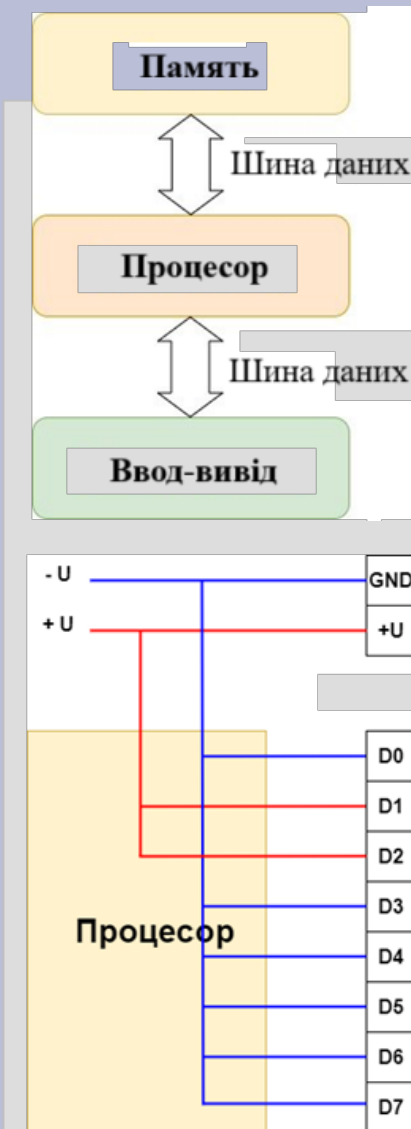 Память
Шина даних
Процесор
Шина даних
Ввод-вивід
- U
GND
+ U
+U
D0
D1
D2
D3
Процесор
D4
D5
D6
D7